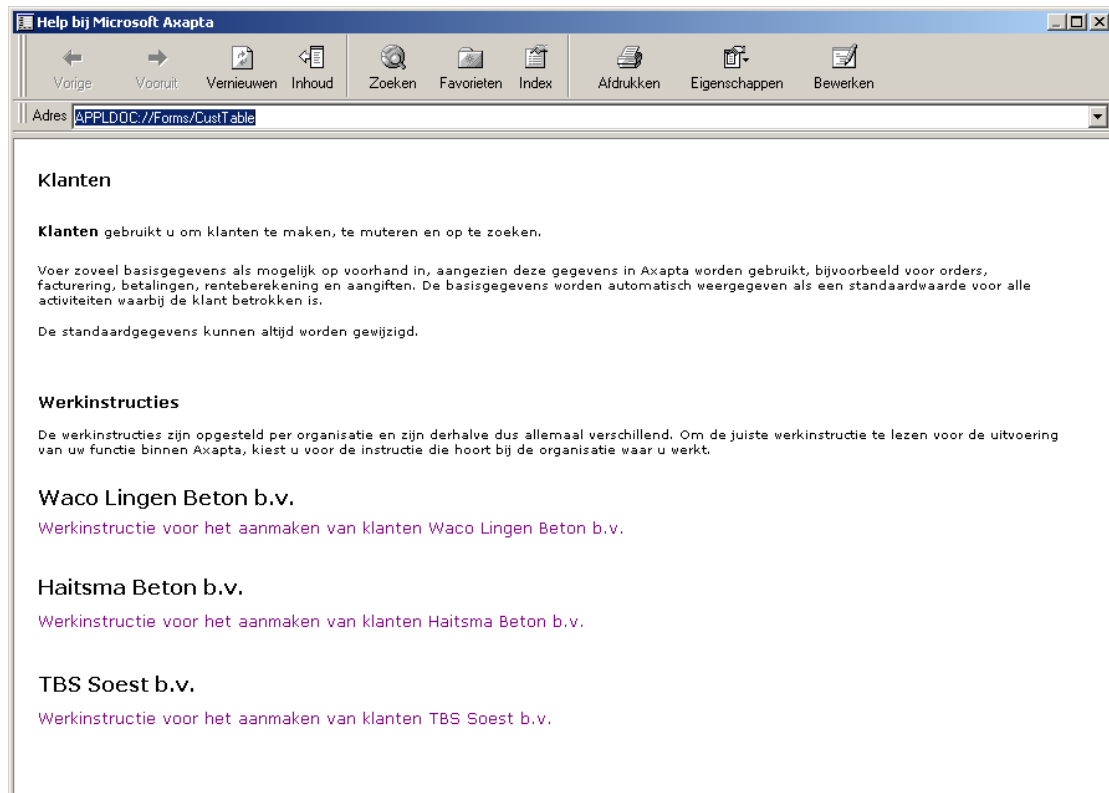 Help bij Microsoft Axapta
Vorige Vooruit Vernieuwen Inhoud Zoeken Favorieten Index Afdrukken Eigenschappen Bewerken
Adres APPLDOC://Forms/CustTable
Klanten
Klanten gebruikt u om klanten te maken, te muteren en op te zoeken.
Voer zoveel basisgegevens als mogelijk op voorhand in, aangezien deze gegevens in Axapta worden gebruikt, bijvoorbeeld voor orders,
facturering, betalingen, renteberekening en aangiften. De basisgegevens worden automatisch weergegeven als een standaardwaarde voor alle
activiteiten waarbij de klant betrokken is.
De standaardgegevens kunnen altijd worden gewijzigd.
Werkinstructies
De werkinstructies zijn opgesteld per organisatie en zijn derhalve dus allemaal verschillend. Om de juiste werkinstructie te lezen voor de uitvoering
van uw functie binnen Axapta, kiest u voor de instructie die hoort bij de organisatie waar u werkt.
Waco Lingen Beton b.v.
Werkinstructie voor het aanmaken van klanten Waco Lingen Beton b.v.
Haitsma Beton b.v.
Werkinstructie voor het aanmaken van klanten Haitsma Beton b.v.
TBS Soest b.v.
Werkinstructie voor het aanmaken van klanten TBS Soest b.v.